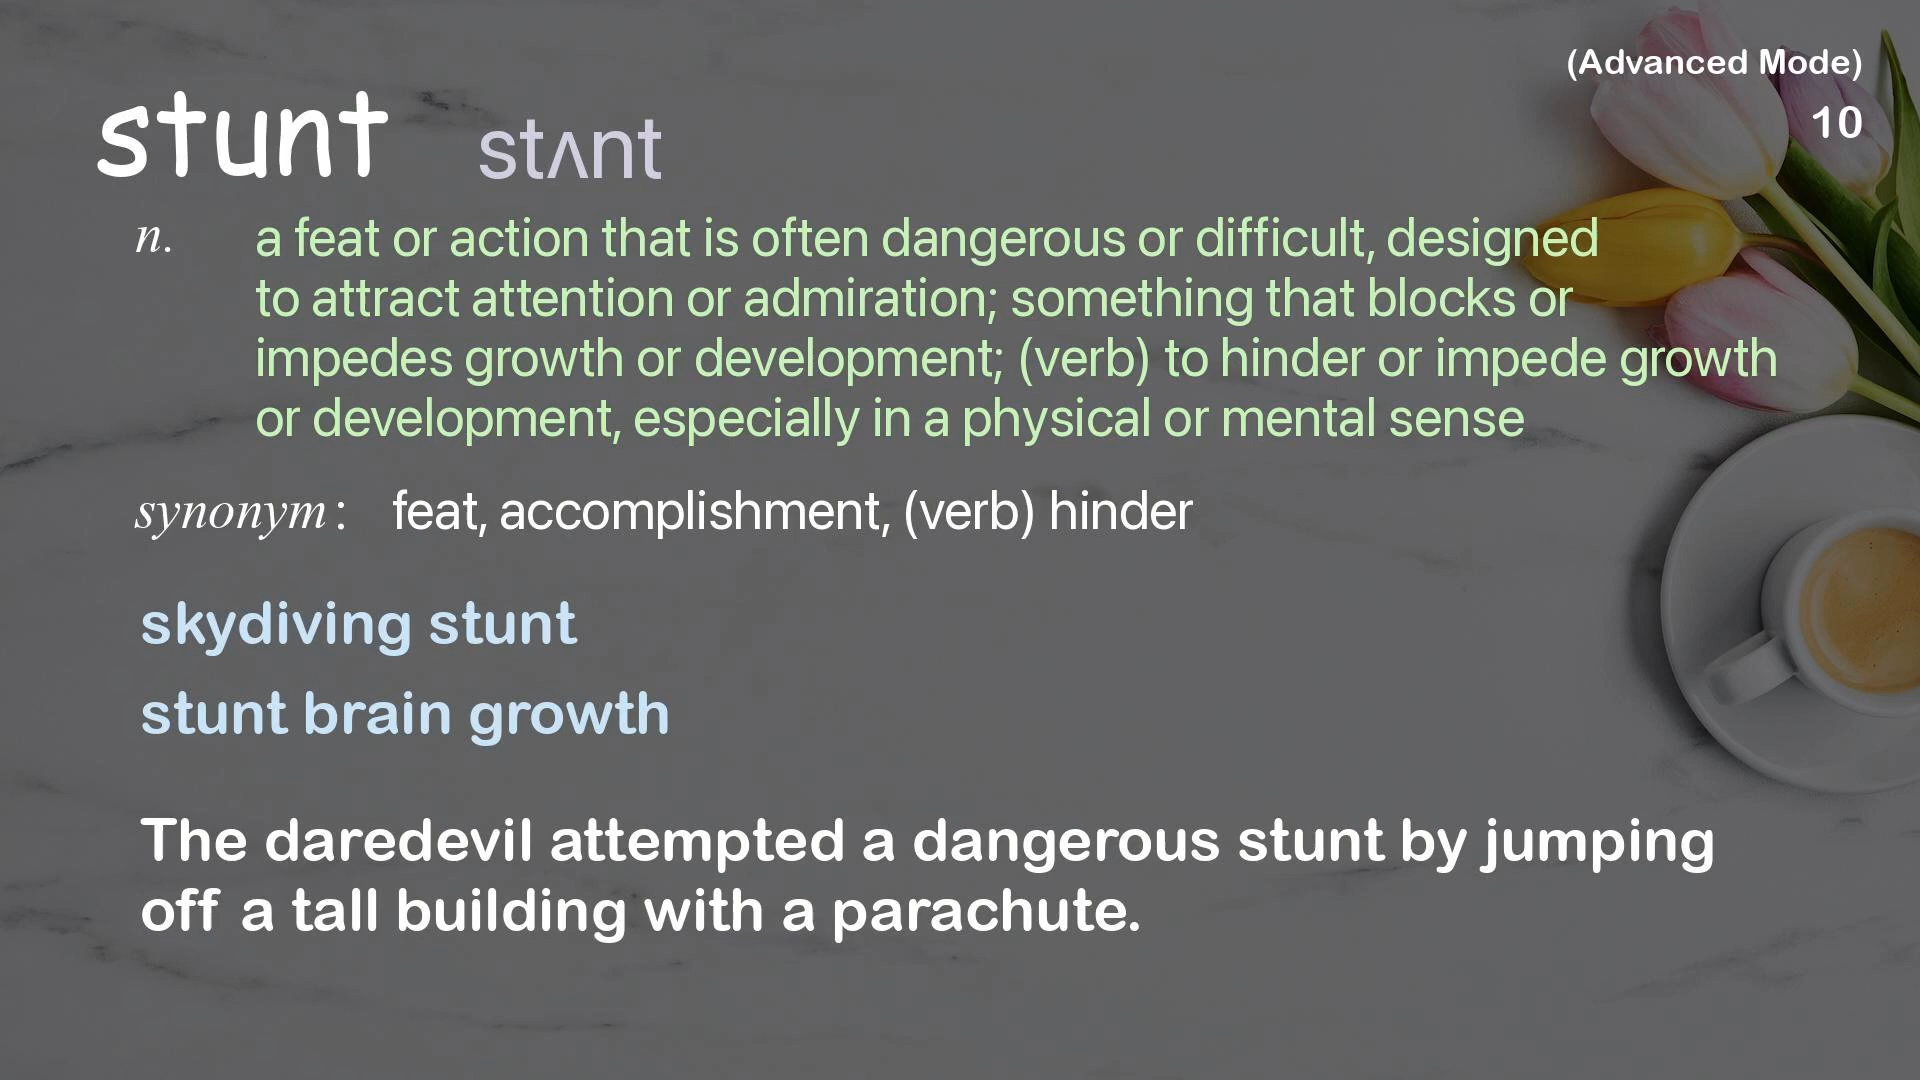 (Advanced Mode)
10
stunt stʌnt
n. a feat or action that is often dangerous or difficult, designed
to attract attention or admiration; something that blocks or
impedes growth or development; (verb) to hinder or impede growth
or development, especially in a physical or mental sense
synonym: feat, accomplishment, (verb) hinder
skydiving stunt
stunt brain growth
The daredevil attempted a dangerous stunt by jumping
off a tall building with a parachute.